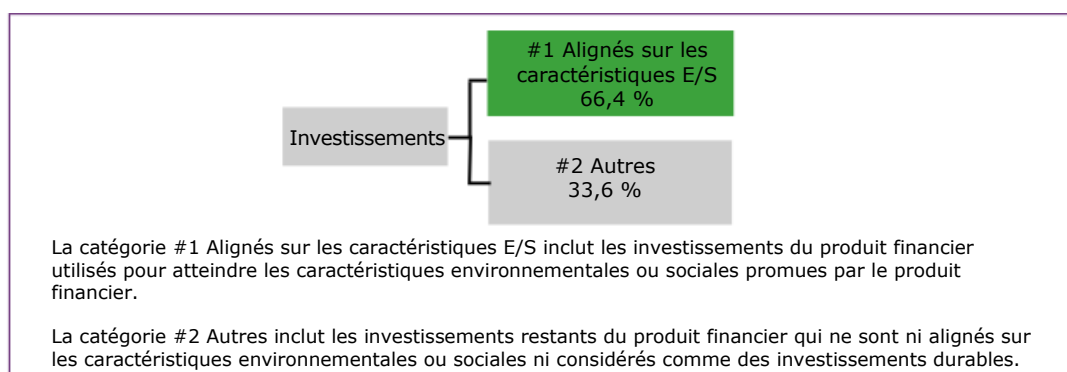 #1 Alignés sur les
caractéristiques E/S
66,4 %
Investissements
#2 Autres
33,6 %
La catégorie #1 Alignés sur les caractéristiques E/S inclut les investissements du produit financier
utilisés pour atteindre les caractéristiques environnementales ou sociales promues par le produit
financier.
La catégorie #2 Autres inclut les investissements restants du produit financier qui ne sont ni alignés sur
les caractéristiques environnementales ou sociales ni considérés comme des investissements durables.